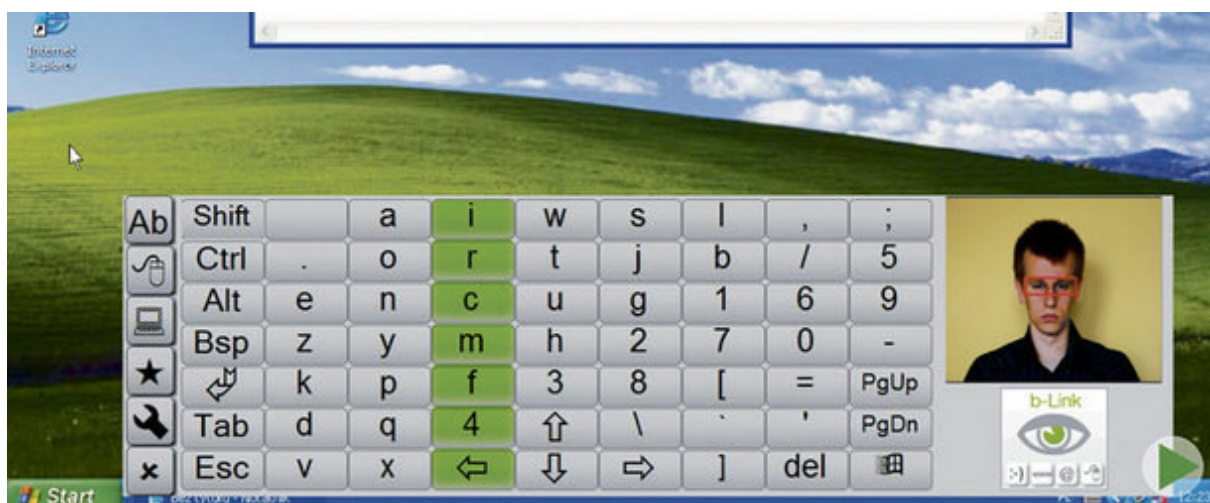 Internet
Explorer
Ab Shift a i w s l , ;
Ctrl . o r t j b / 5
Alt e n c u g 1 6 9
Bsp z y m h 2 7 0 -
k p f 3 8 [ = PgUp
Tab d q 4 \ ` ' PgDn
Esc v x ] del
b-Link
:-) @
Start